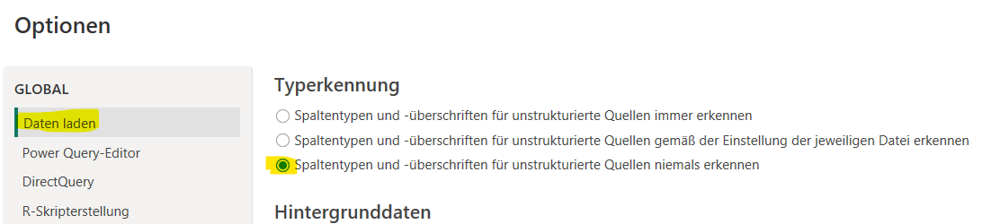 Optionen
GLOBAL
Daten laden
Power Query-Editor
DirectQuery
R-Skripterstellung
Typerkennung
Spaltentypen und -überschriften für unstrukturierte Quellen immer erkennen
Spaltentypen und -überschriften für unstrukturierte Quellen gemäß der Einstellung der jeweiligen Datei erkennen
Spaltentypen und -überschriften für unstrukturierte Quellen niemals erkennen
Hintergrunddaten